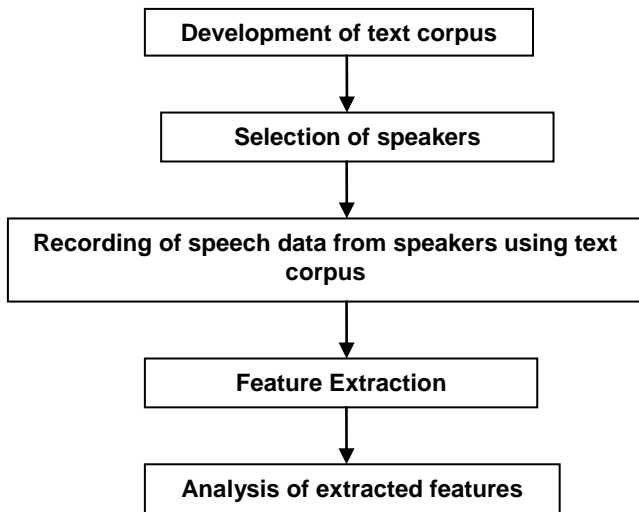 Development of text corpus
Selection of speakers
Recording of speech data from speakers using text
corpus
Feature Extraction
Analysis of extracted features